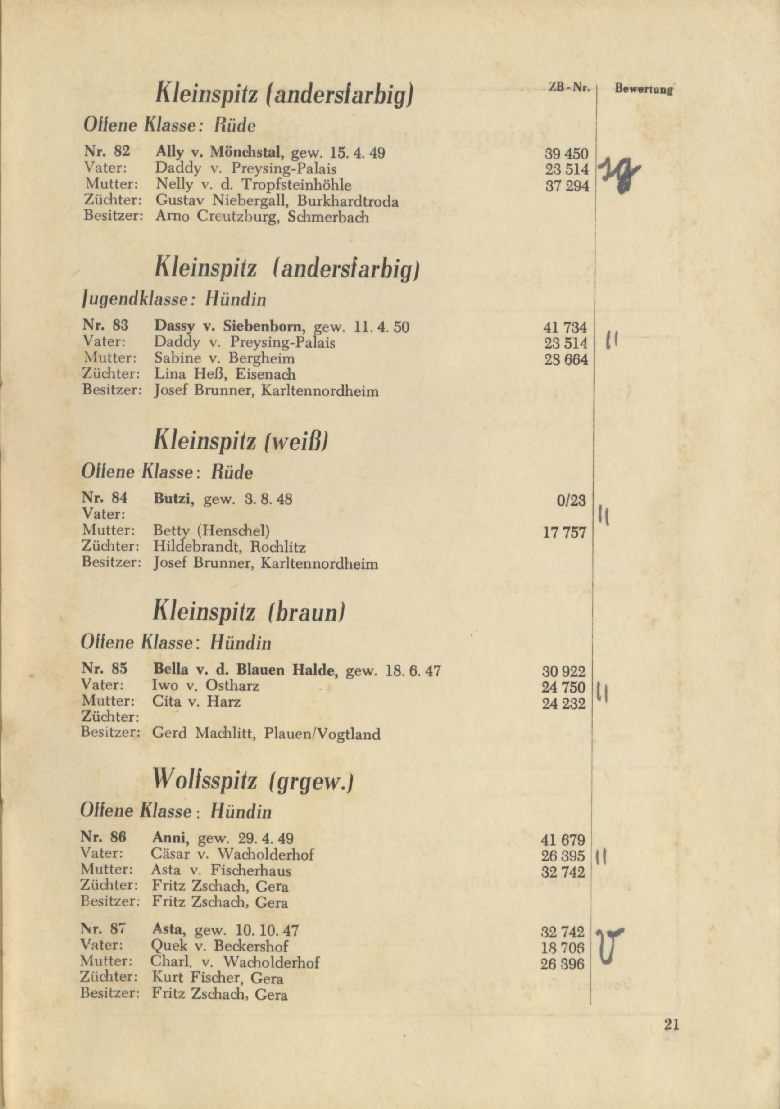 ZB-Nr. Bewertung
Kleinspitz (andersfarbig)
Offene Klasse: Rüde
Nr. 82 Ally v. Mönchstal, gew. 15. 4. 49 39 450
Vater: Daddy v. Preysing-Palais 23 514 sg
Mutter: Nelly v. d. Tropfsteinhöhle 37 294
Züchter: Gustav Niebergall, Burkhardtroda
Besitzer: Arno Creutzburg, Schmerbach
Kleinspitz (andersfarbig)
Jugendklasse: Hündin
Nr. 83 Dassy v. Siebenborn, gew. 11. 4. 50 41 734
Vater: Daddy v. Preysing-Palais 23 514 "
Mutter: Sabine v. Bergheim 23 664
Züchter: Lina Heß, Eisenach
Besitzer: Josef Brunner, Karltennordheim
Kleinspitz (weiß)
Offene Klasse: Rüde
Nr. 84 Butzi, gew. 3. 8. 48 0/23
Vater: "
Mutter: Betty (Henschel) 17 757
Züchter: Hildebrandt, Rochlitz
Besitzer: Josef Brunner, Karltennordheim
Kleinspitz (braun)
Offene Klasse: Hündin
Nr. 85 Bella v. d. Blauen Halde, gew. 18. 6. 47 30 922
Vater: Iwo v. Ostharz 24 750 "
Mutter: Cita v. Harz 24 232
Züchter:
Besitzer: Gerd Machlitt, Plauen/Vogtland
Wolfsspitz (grgew.)
Offene Klasse: Hündin
Nr. 86 Anni, gew. 29. 4. 49 41 679
Vater: Cäsar v. Wacholderhof 26 395 "
Mutter: Asta v. Fischerhaus 32 742
Züchter: Fritz Zschach, Gera
Besitzer: Fritz Zschach, Gera
Nr. 87 Asta, gew. 10. 10. 47 32 742
Vater: Quek v. Beckershof 18 706 V
Mutter: Charl. v. Wacholderhof 26 396
Züchter: Kurt Fischer, Gera
Besitzer: Fritz Zschach, Gera
21